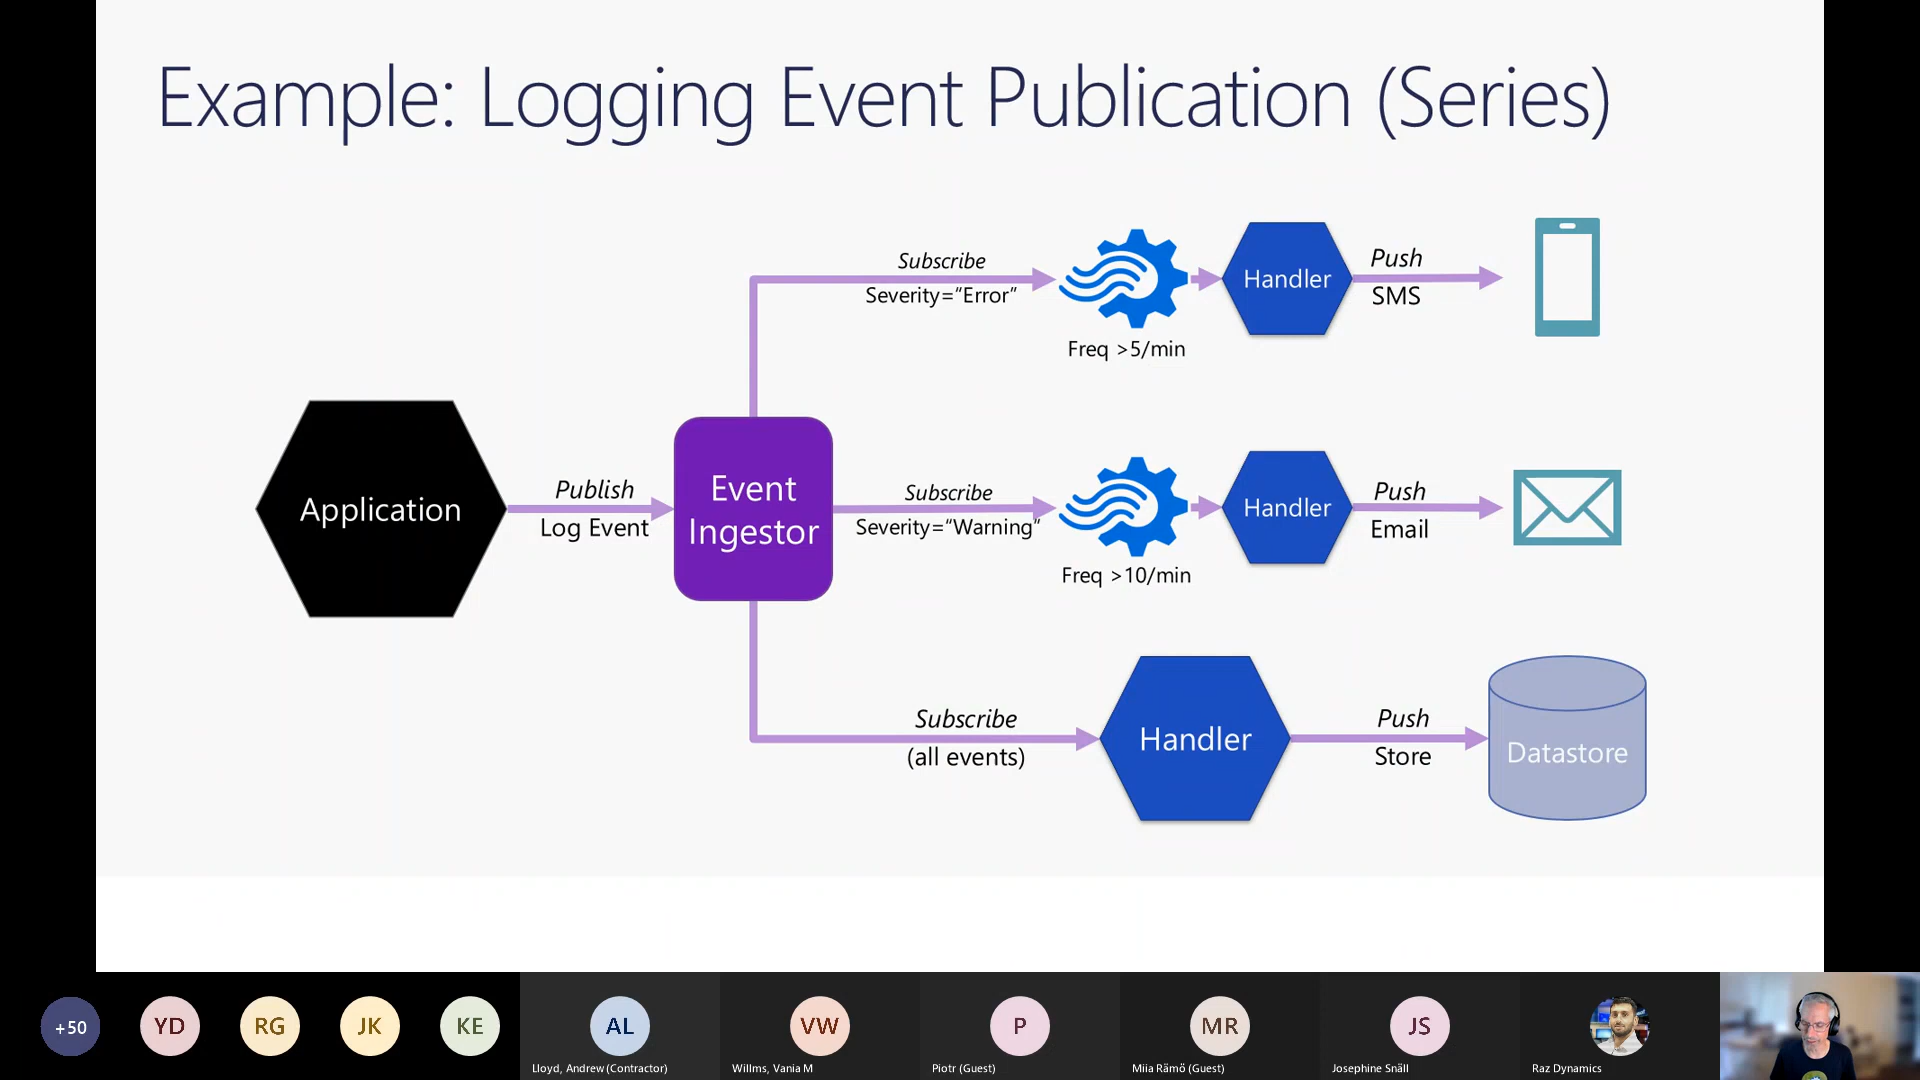 Example: Logging Event Publication (Series)
Subscribe
Severity=“Error”
Freq >5/min
Handler
Push
SMS
Application
Publish
Log Event
Event
Ingestor
Subscribe
Severity=“Warning”
Freq >10/min
Handler
Push
Email
Subscribe
(all events)
Handler
Push
Store
Datastore
+50
YD
RG
JK
KE
AL
Lloyd, Andrew (Contractor)
VW
Willms, Vania M
P
Piotr (Guest)
MR
Miia Rämö (Guest)
JS
Josephine Snäll
Raz Dynamics